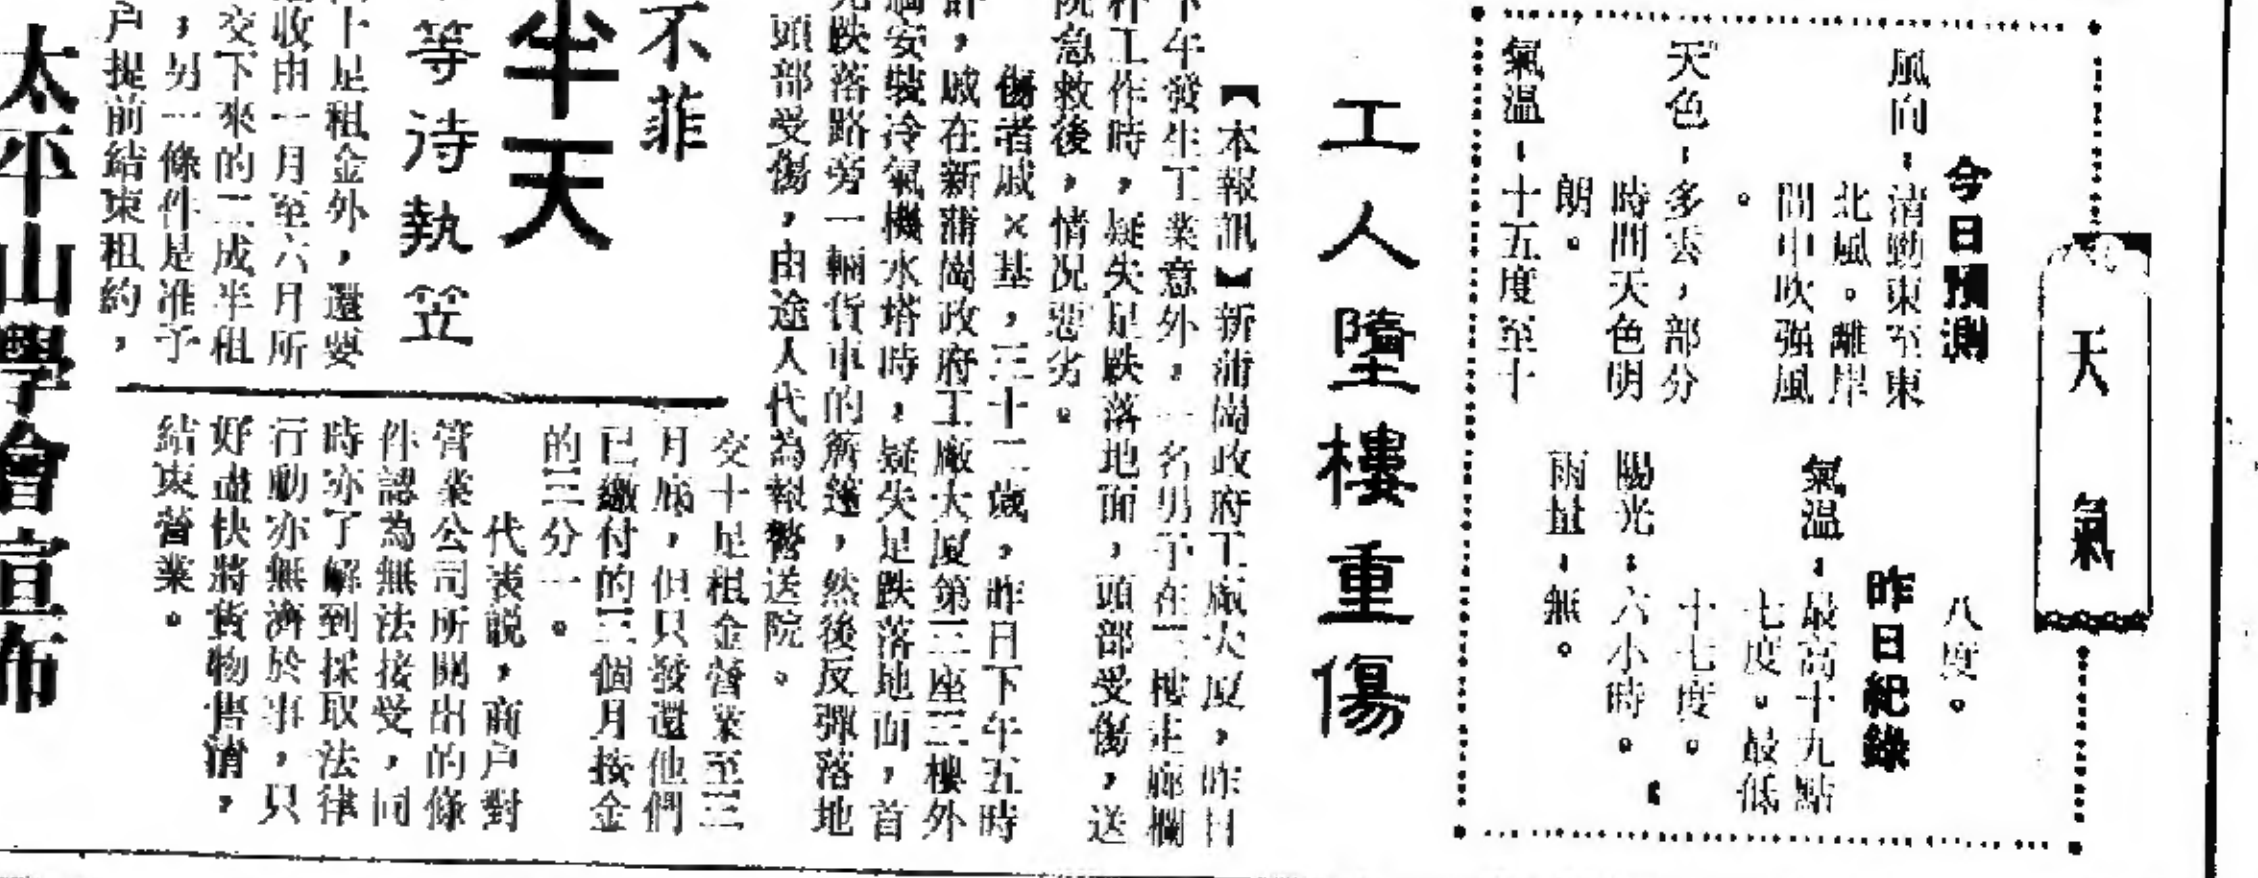 天氣
今日預測
風向：清勁東至東
北風。離岸
間中吹強風
。
天色：多雲，部分
時間天色明
朗。
氣温：十五度至十
八度。
昨日紀錄
氣温：最高十九點
七度。最低
十七度。
陽光：六小時。
雨量：無。
工人墮樓重傷
【本報訊】新蒲崗政府工廠大厦，昨日
下午發生工業意外。一名男子在三樓走廊欄
杆工作時，疑失足跌落地面，頭部受傷，送
院急救後，情況惡劣。
傷者戚×基，三十二歲，昨日下午五時
許，戚在新蒲崗政府工廠大厦第三座三樓外
牆安裝冷氣機水塔時，疑失足跌落地面，首
先跌落路旁一輛貨車的帆篷，然後反彈落地
頭部受傷，由途人代為報警送院。
不菲
半天
等待執笠
十足租金外，還要
收由一月至六月所
交下來的二成半租
，另一條件是准予
戶提前結束租約，
交十足租金營業至三
月底，但只發還他們
已繳付的三個月按金
的三分一。
代表說，商戶對
管業公司所開出的條
件認為無法接受，同
時亦了解到採取法律
行動亦無濟於事，只
好盡快將貨物售清，
結束營業。
太平山學會宣布